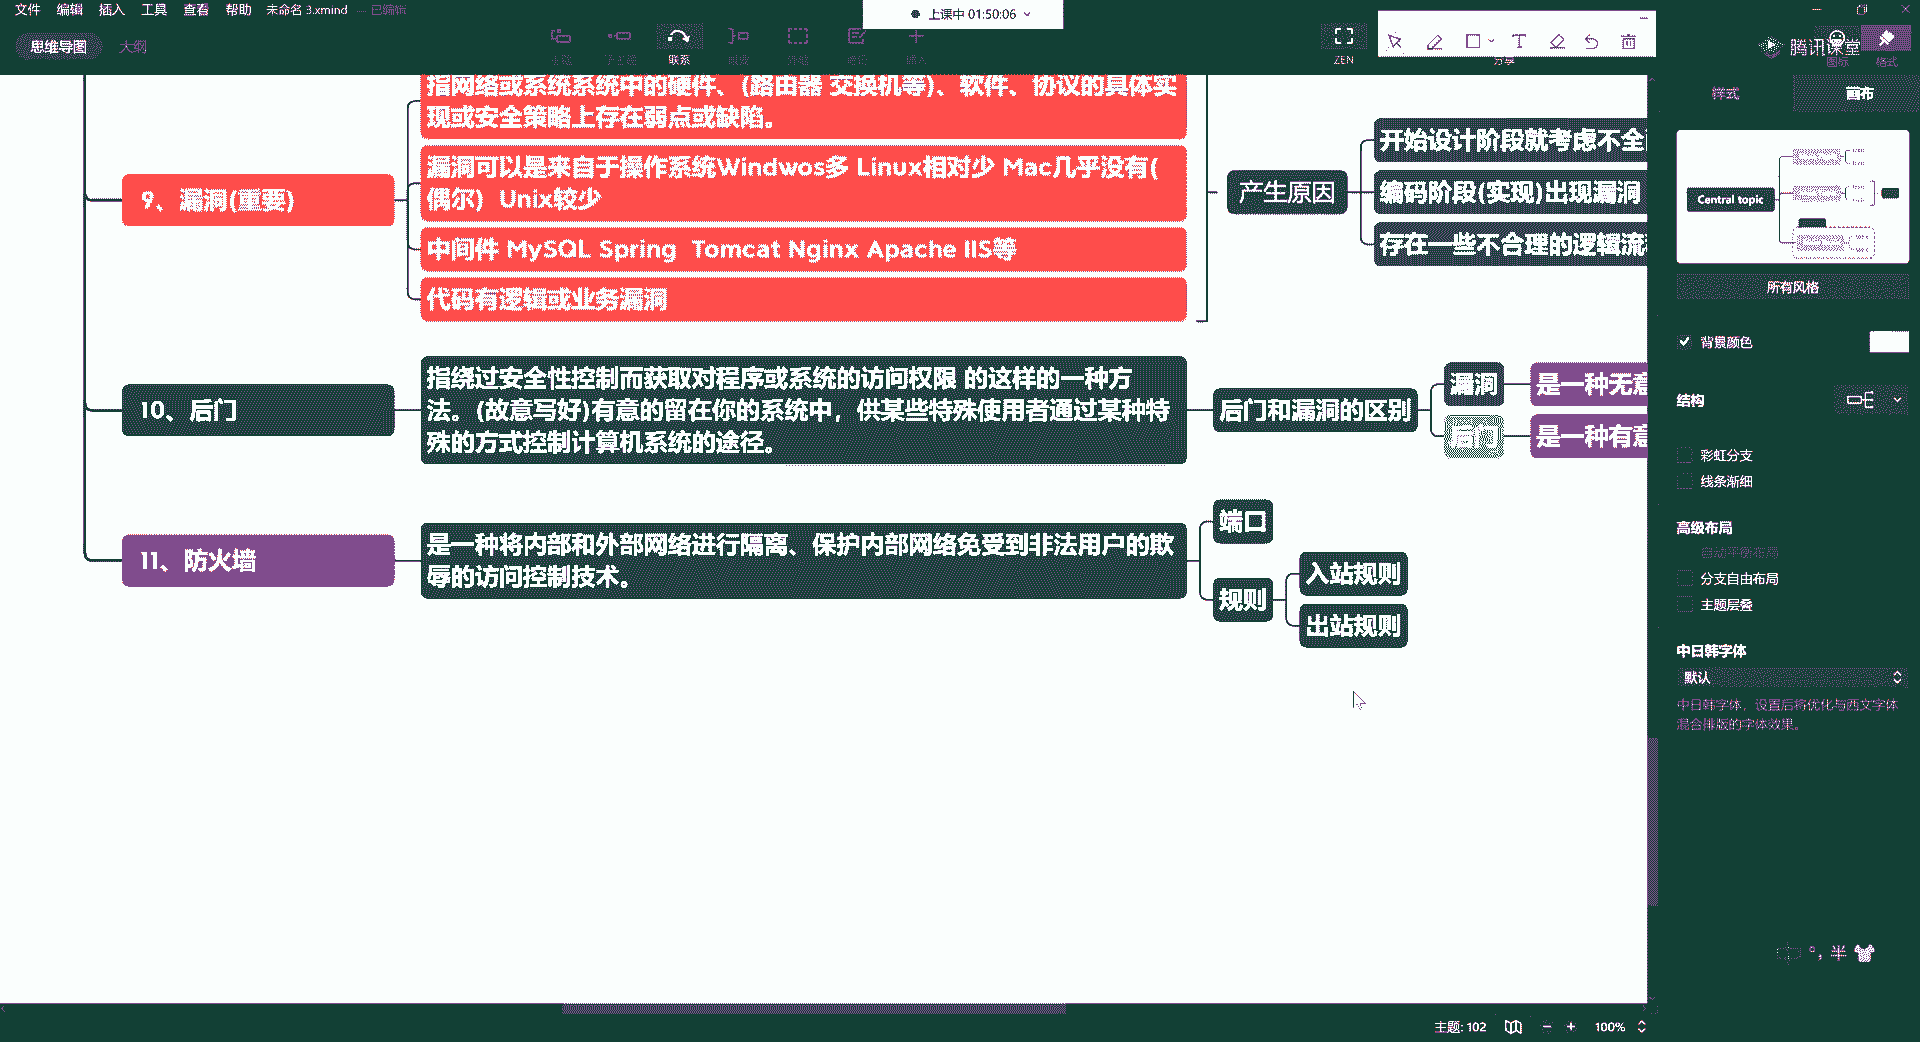 文件 编辑 插入 工具 查看 帮助 未命名 3.xmind — 已编辑
上课中 01:50:06
思维导图 大纲
联系
ZEN
分享
腾讯课堂
图标 格式
样式 画布
指网络或系统系统中的硬件、(路由器 交换机等)、软件、协议的具体实
现或安全策略上存在弱点或缺陷。
9、漏洞(重要)
漏洞可以是来自于操作系统Windwos多 Linux相对少 Mac几乎没有(
偶尔) Unix较少
中间件 MySQL Spring Tomcat Nginx Apache IIS等
代码有逻辑或业务漏洞
产生原因
开始设计阶段就考虑不全
编码阶段(实现)出现漏洞
存在一些不合理的逻辑流
10、后门
指绕过安全性控制而获取对程序或系统的访问权限 的这样的一种方
法。(故意写好)有意的留在你的系统中，供某些特殊使用者通过某种特
殊的方式控制计算机系统的途径。
后门和漏洞的区别
漏洞
是一种无意
后门
是一种有意
11、防火墙
是一种将内部和外部网络进行隔离、保护内部网络免受到非法用户的欺
辱的访问控制技术。
端口
规则
入站规则
出站规则
Central topic
所有风格
背景颜色
结构
彩虹分支
线条渐细
高级布局
自动平衡布局
分支自由布局
主题层叠
中日韩字体
默认
中日韩字体，设置后将优化与西文字体
混合排版的字体效果。
半
主题: 102
100%